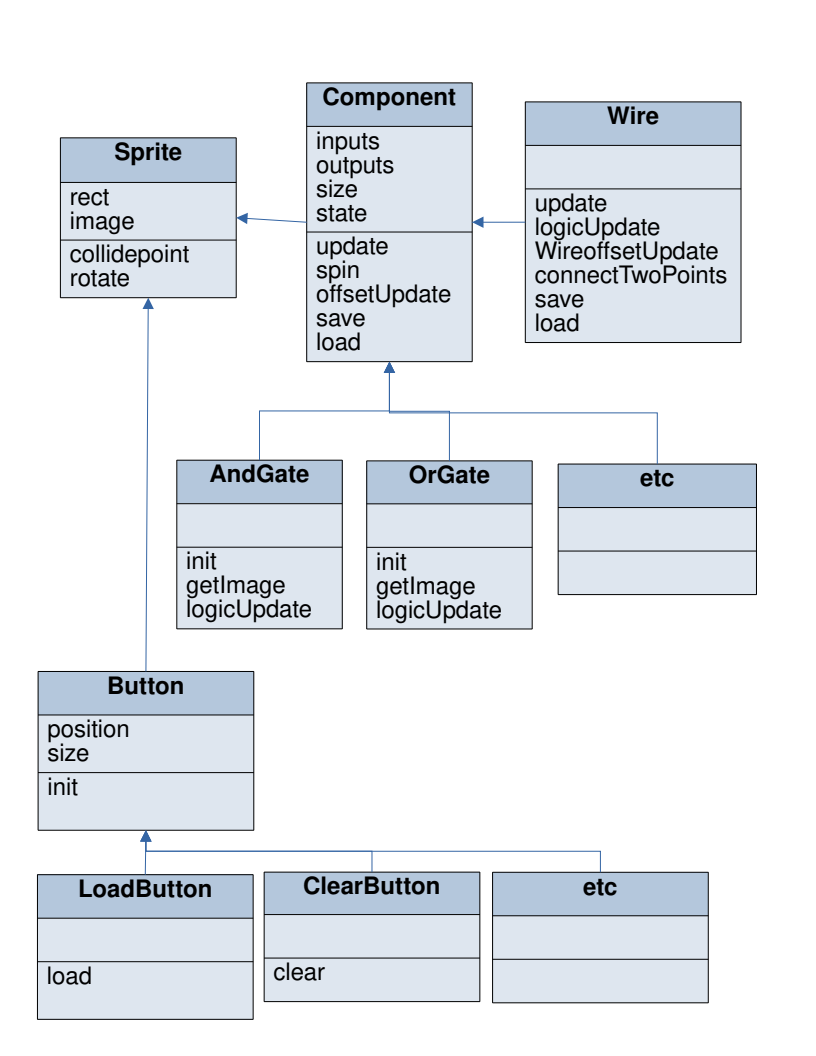 Component
inputs
outputs
size
state
update
spin
offsetUpdate
save
load
Wire
update
logicUpdate
WireoffsetUpdate
connectTwoPoints
save
load
Sprite
rect
image
collidepoint
rotate
AndGate
init
getImage
logicUpdate
OrGate
init
getImage
logicUpdate
etc
Button
position
size
init
LoadButton
load
ClearButton
clear
etc